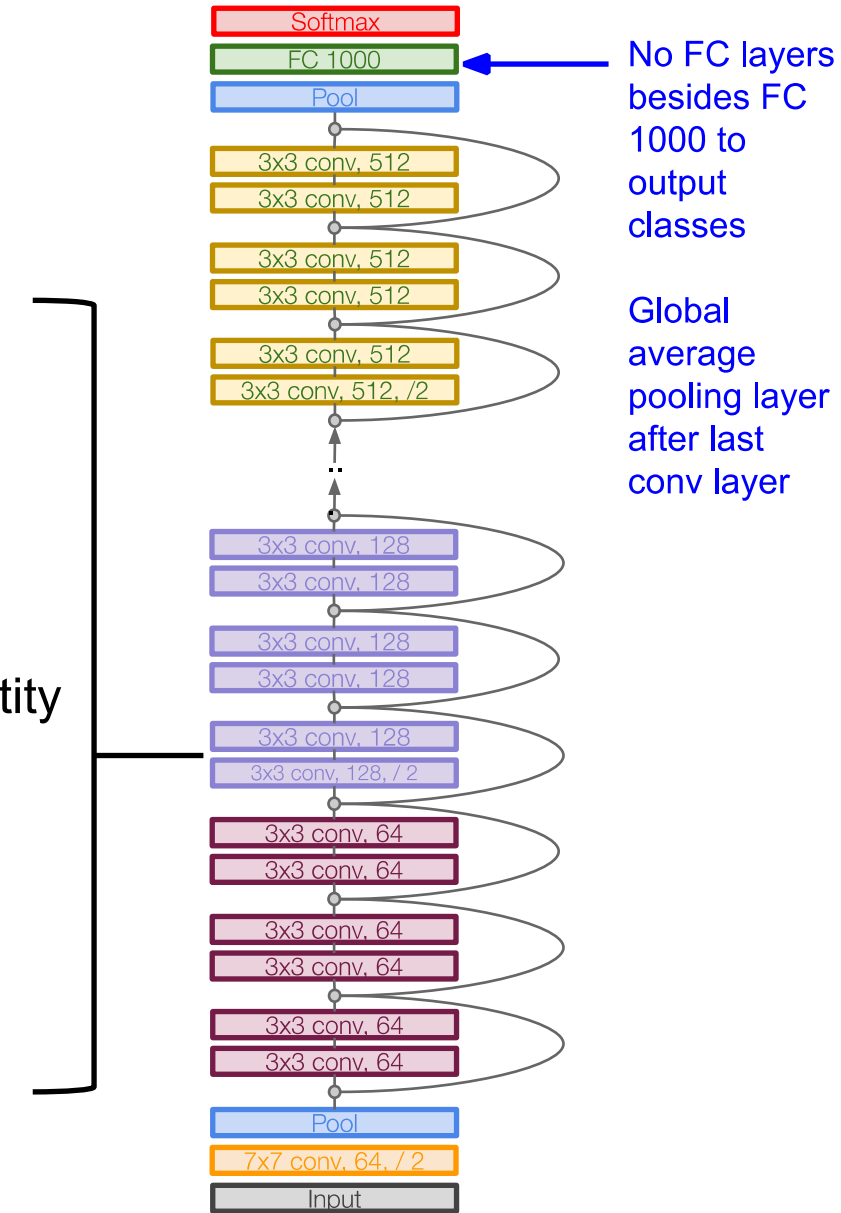 Softmax
FC 1000
Pool
3x3 conv, 512
3x3 conv, 512
3x3 conv, 512
3x3 conv, 512
3x3 conv, 512
3x3 conv, 512, /2
..
3x3 conv, 128
3x3 conv, 128
3x3 conv, 128
3x3 conv, 128
3x3 conv, 128
3x3 conv, 128, / 2
3x3 conv, 64
3x3 conv, 64
3x3 conv, 64
3x3 conv, 64
3x3 conv, 64
3x3 conv, 64
Pool
7x7 conv, 64, / 2
Input
No FC layers
besides FC
1000 to
output
classes
Global
average
pooling layer
after last
conv layer
tity